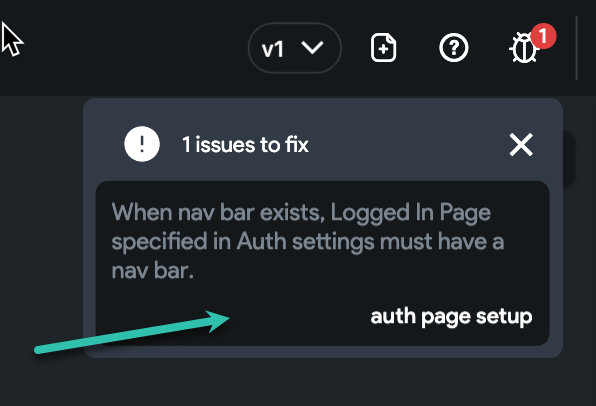 v1
1
! 1 issues to fix
When nav bar exists, Logged In Page
specified in Auth settings must have a
nav bar.
auth page setup